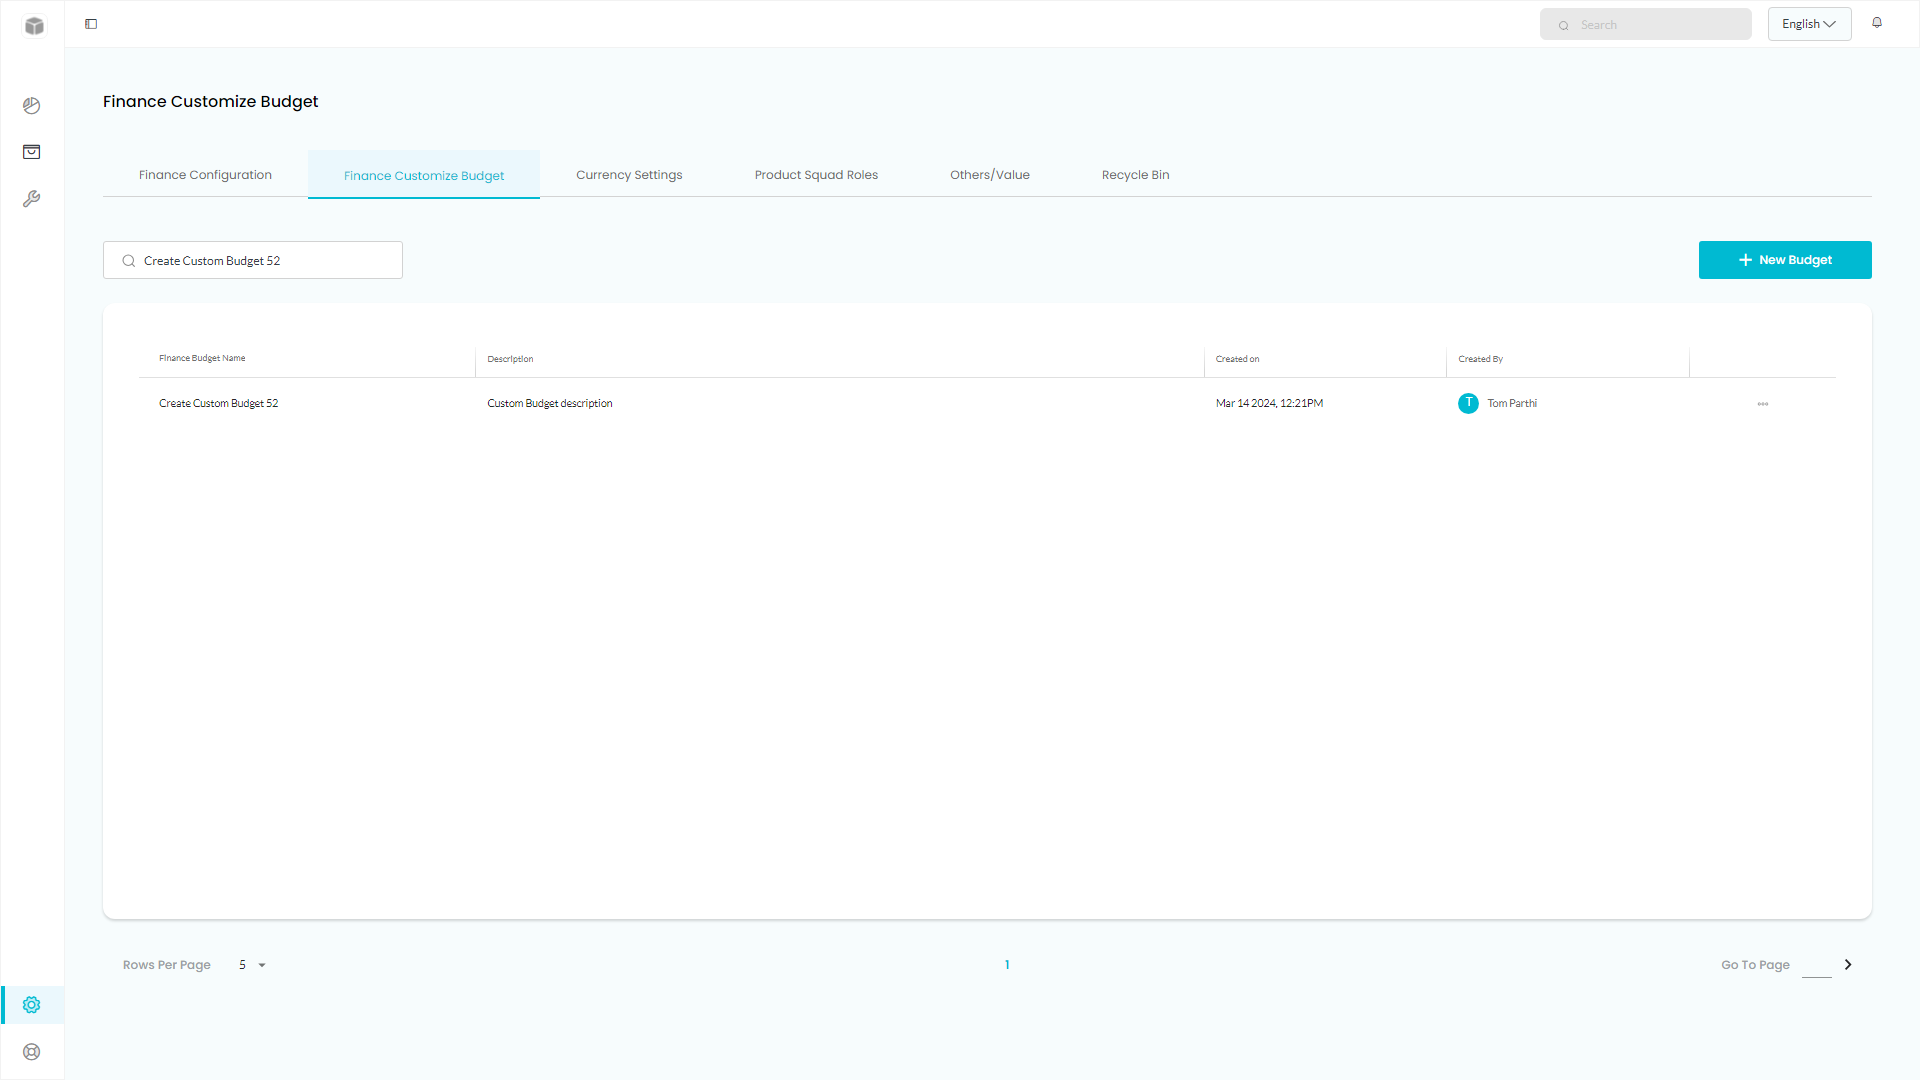 Search
English
Finance Customize Budget
Finance Configuration
Finance Customize Budget
Currency Settings
Product Squad Roles
Others/Value
Recycle Bin
Create Custom Budget 52
New Budget
Finance Budget Name
Description
Created on
Created By
Create Custom Budget 52
Custom Budget description
Mar 14 2024, 12:21PM
T
Tom Parthi
Rows Per Page
5
1
Go To Page